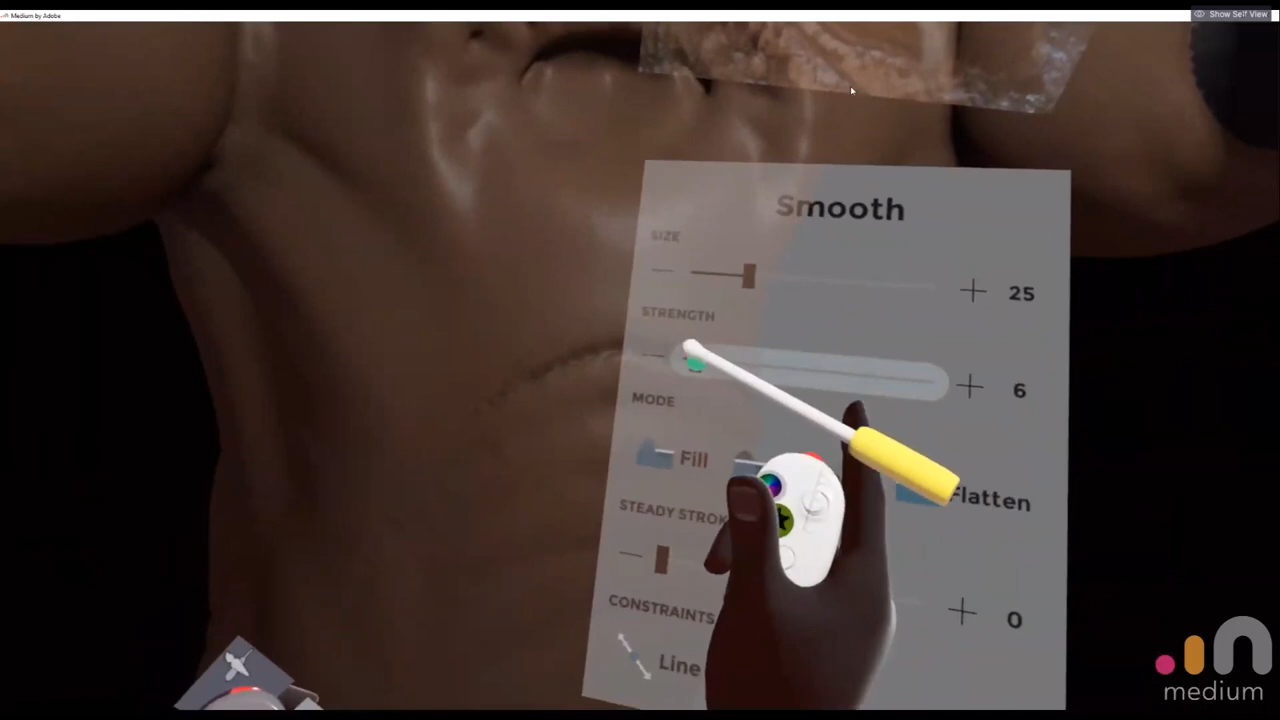 Medium by Adobe
Show Self View
Smooth
SIZE
25
STRENGTH
6
MODE
Fill
Flatten
STEADY STROK
0
CONSTRAINTS
Line
medium